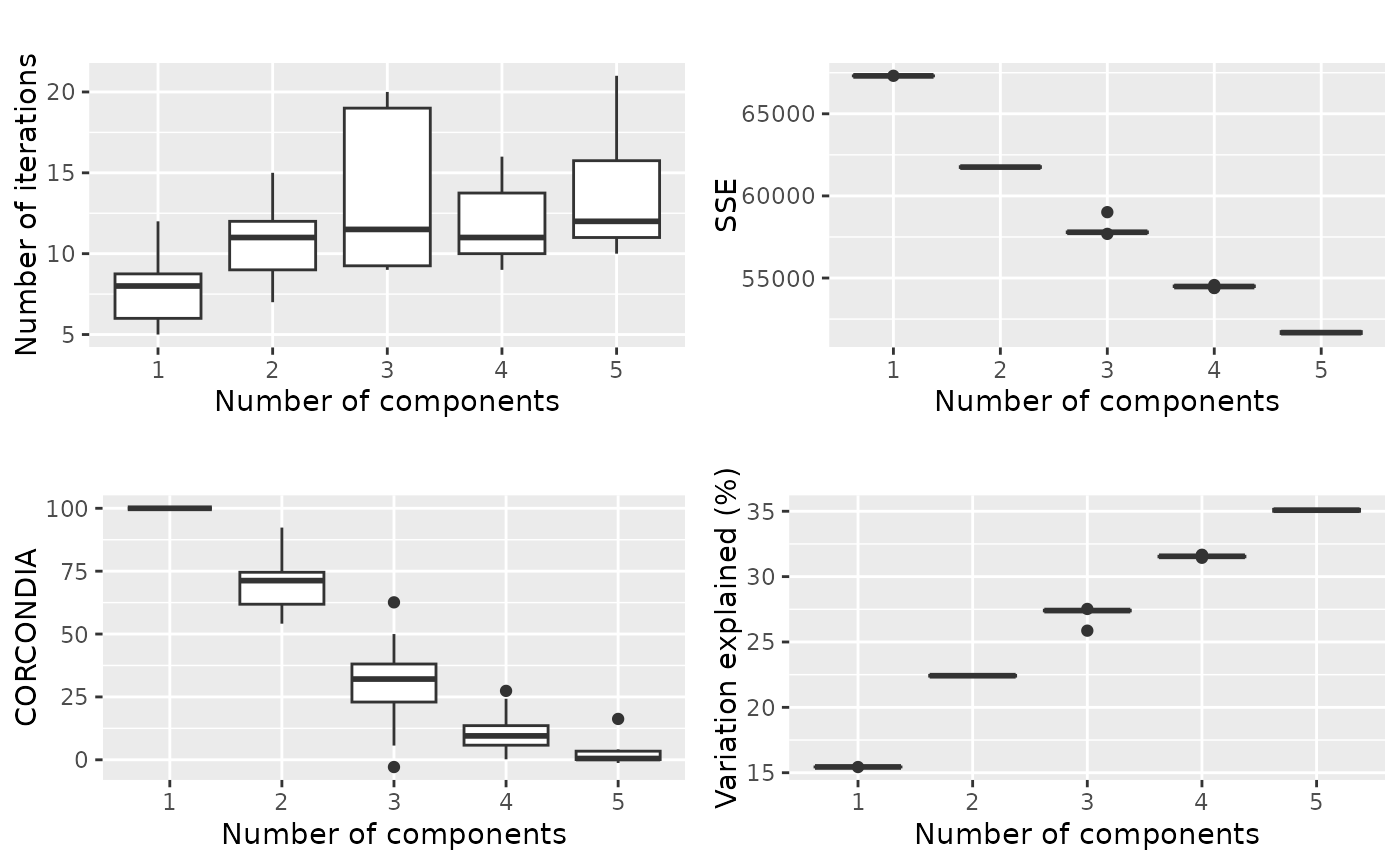 Number of iterations
20
15
10
5
1 2 3 4 5
Number of components
SSE
65000
60000
55000
1 2 3 4 5
Number of components
CORCONDIA
100
75
50
25
0
1 2 3 4 5
Number of components
Variation explained (%)
35
30
25
20
15
1 2 3 4 5
Number of components